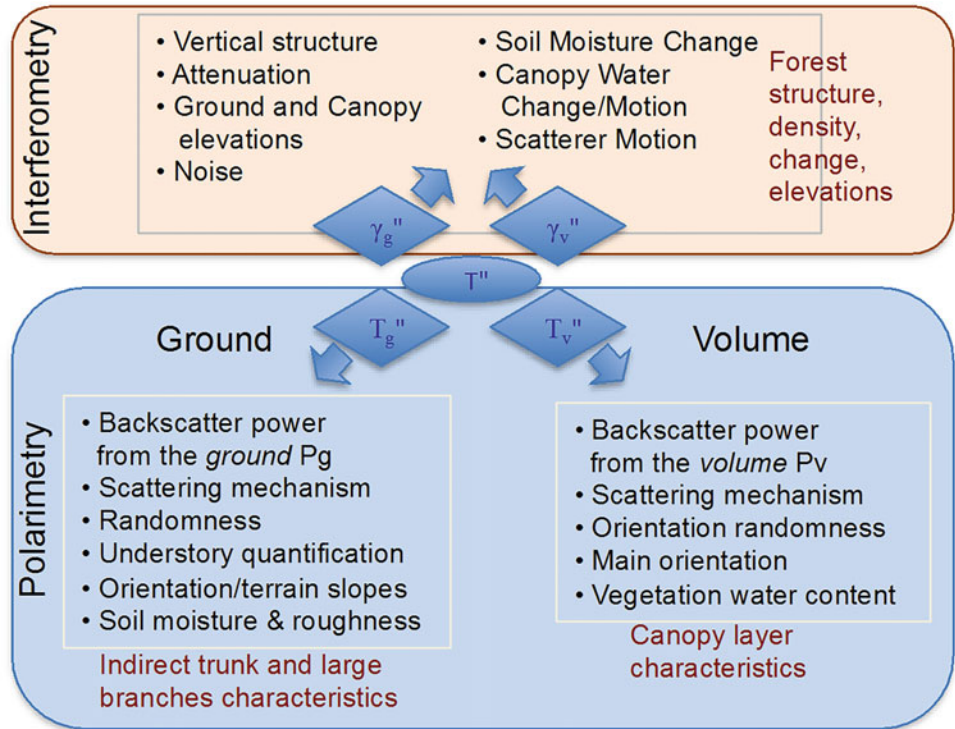 Interferometry
• Vertical structure
• Attenuation
• Ground and Canopy
elevations
• Noise
• Soil Moisture Change
• Canopy Water
Change/Motion
• Scatterer Motion
Forest
structure,
density,
change,
elevations
γg"
γv"
T"
Tg"
Tv"
Polarimetry
Ground
• Backscatter power
from the ground Pg
• Scattering mechanism
• Randomness
• Understory quantification
• Orientation/terrain slopes
• Soil moisture & roughness
Indirect trunk and large
branches characteristics
Volume
• Backscatter power
from the volume Pv
• Scattering mechanism
• Orientation randomness
• Main orientation
• Vegetation water content
Canopy layer
characteristics